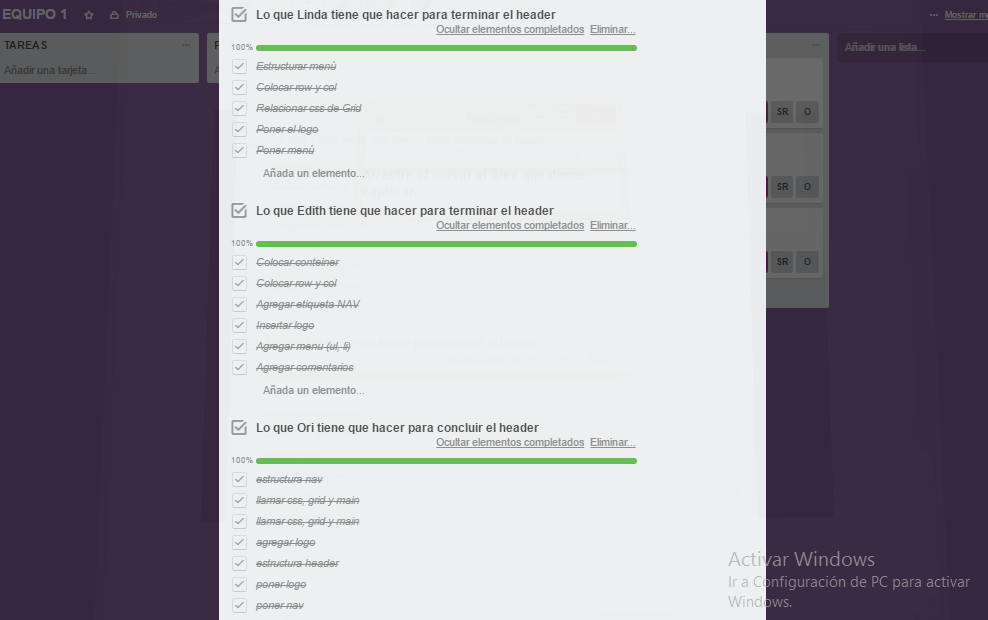 EQUIPO 1
Privado
Mostrar m
TAREAS
Añadir una tarjeta...
Añadir una lista...
SR O
SR O
SR O
Lo que Linda tiene que hacer para terminar el header
Ocultar elementos completados Eliminar...
100%
Estructurar menú
Colocar row y col
Relacionar css de Grid
Poner el logo
Poner menú
Añada un elemento...
Lo que Edith tiene que hacer para terminar el header
Ocultar elementos completados Eliminar...
100%
Colocar conteiner
Colocar row y col
Agregar etiqueta NAV
Insertar logo
Agregar menu (ul, li)
Agregar comentarios
Añada un elemento...
Lo que Ori tiene que hacer para concluir el header
Ocultar elementos completados Eliminar...
100%
estructura nav
llamar css, grid y main
llamar css, grid y main
agregar logo
estructura header
poner logo
poner nav
Activar Windows
Ir a Configuración de PC para activar
Windows.